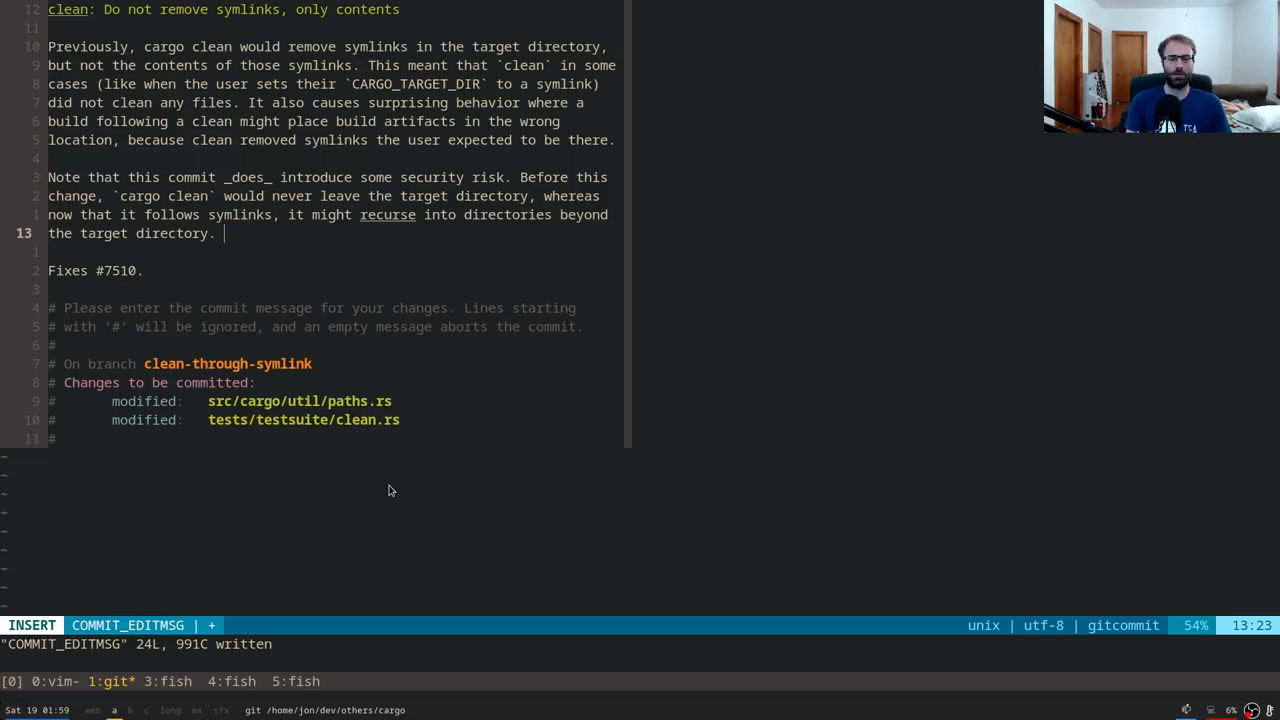 12 clean: Do not remove symlinks, only contents
11
10 Previously, cargo clean would remove symlinks in the target directory,
9 but not the contents of those symlinks. This meant that `clean` in some
8 cases (like when the user sets their `CARGO_TARGET_DIR` to a symlink)
7 did not clean any files. It also causes surprising behavior where a
6 build following a clean might place build artifacts in the wrong
5 location, because clean removed symlinks the user expected to be there.
4
3 Note that this commit _does_ introduce some security risk. Before this
2 change, `cargo clean` would never leave the target directory, whereas
1 now that it follows symlinks, it might recurse into directories beyond
13 the target directory.
1
2 Fixes #7510.
3
4 # Please enter the commit message for your changes. Lines starting
5 # with '#' will be ignored, and an empty message aborts the commit.
6 #
7 # On branch clean-through-symlink
8 # Changes to be committed:
9 # modified: src/cargo/util/paths.rs
10 # modified: tests/testsuite/clean.rs
11 #
~
~
~
~
~
~
~
~
~
INSERT COMMIT_EDITMSG | + unix | utf-8 | gitcommit 54% 13:23
"COMMIT_EDITMSG" 24L, 991C written
[0] 0:vim- 1:git* 3:fish 4:fish 5:fish
Sat 19 01:59 web a b c long mx sfx git /home/jon/dev/others/cargo 6%